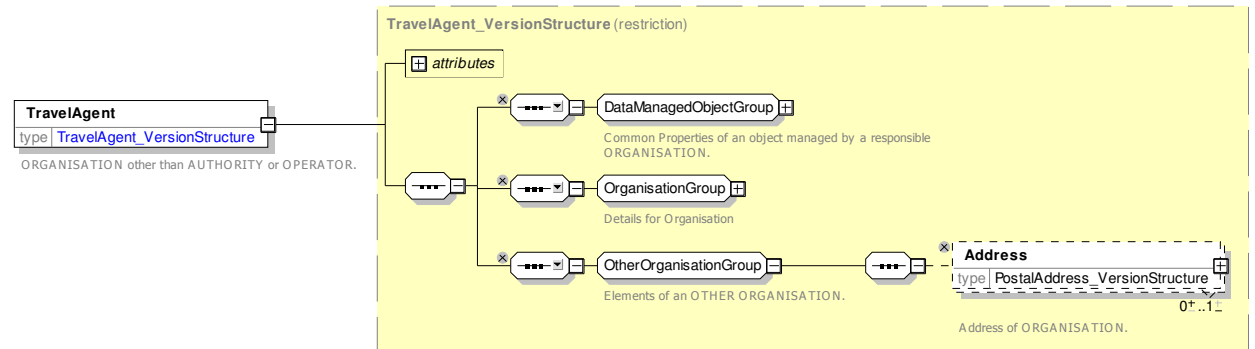 TravelAgent_VersionStructure (restriction)
attributes
TravelAgent
type TravelAgent_VersionStructure
ORGANISATION other than AUTHORITY or OPERATOR.
DataManagedObjectGroup
Common Properties of an object managed by a responsible
ORGANISATION.
OrganisationGroup
Details for Organisation
OtherOrganisationGroup
Elements of an OTHER ORGANISATION.
Address
type PostalAddress_VersionStructure
0±..1±
Address of ORGANISATION.